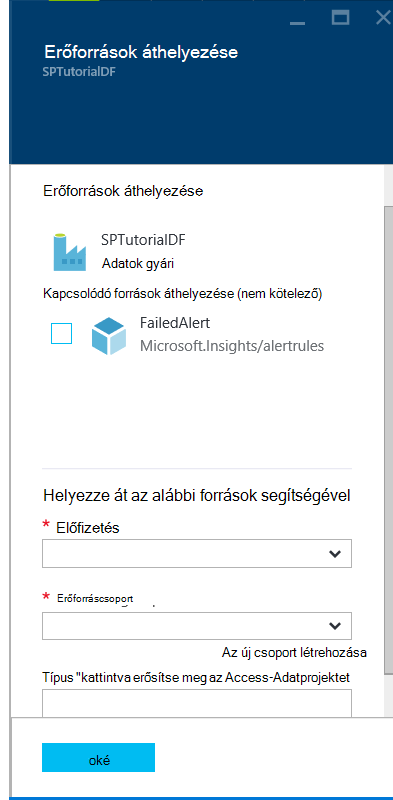 Erőforrások áthelyezése
SPTutorialDF
Erőforrások áthelyezése
SPTutorialDF
Adatok gyári
Kapcsolódó források áthelyezése (nem kötelező)
FailedAlert
Microsoft.Insights/alertrules
Helyezze át az alábbi források segítségével
* Előfizetés
* Erőforráscsoport
Az új csoport létrehozása
Típus "kattintva erősítse meg az Access-Adatprojektet
oké